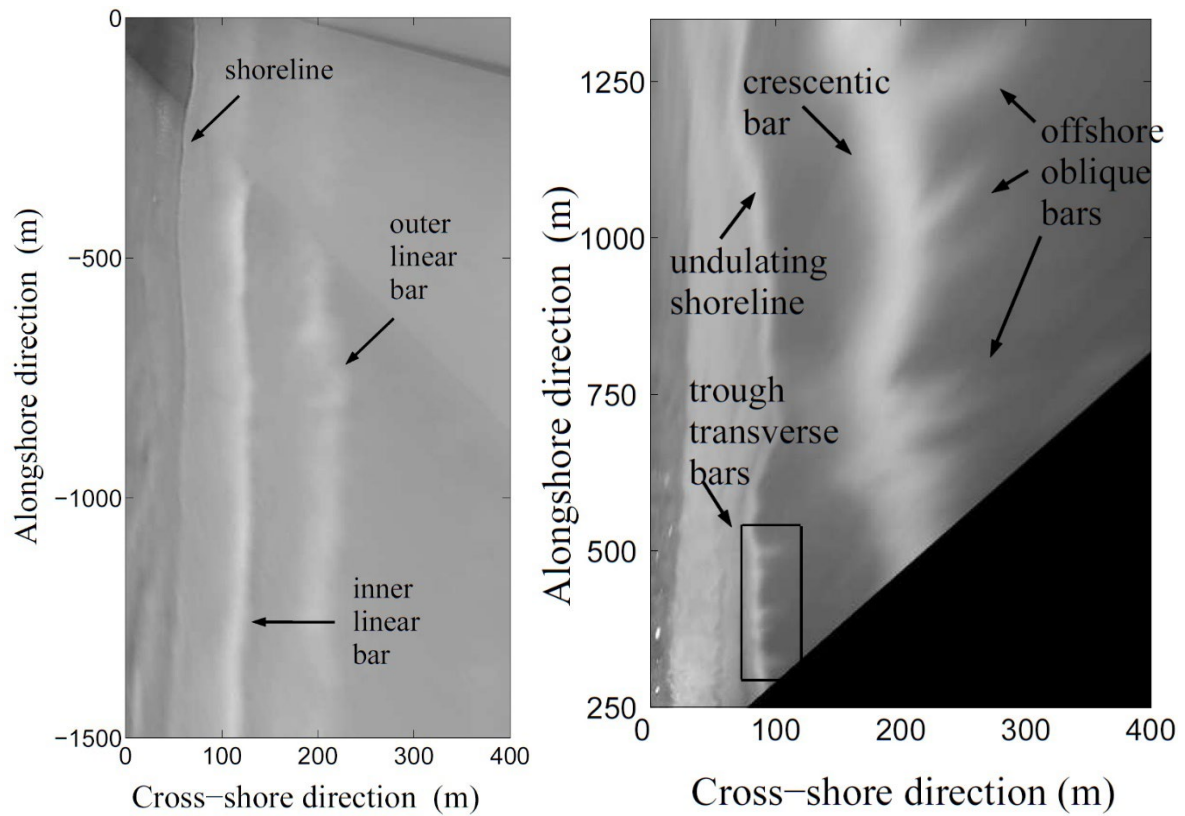 0
shoreline
outer
linear
bar
−500
−1000
inner
linear
bar
−1500
0
100
200
300
400
Alongshore direction (m)
Cross−shore direction (m)
1250
crescentic
bar
offshore
oblique
bars
1000
undulating
shoreline
750
trough
transverse
bars
500
250
0
100
200
300
400
Alongshore direction (m)
Cross−shore direction (m)